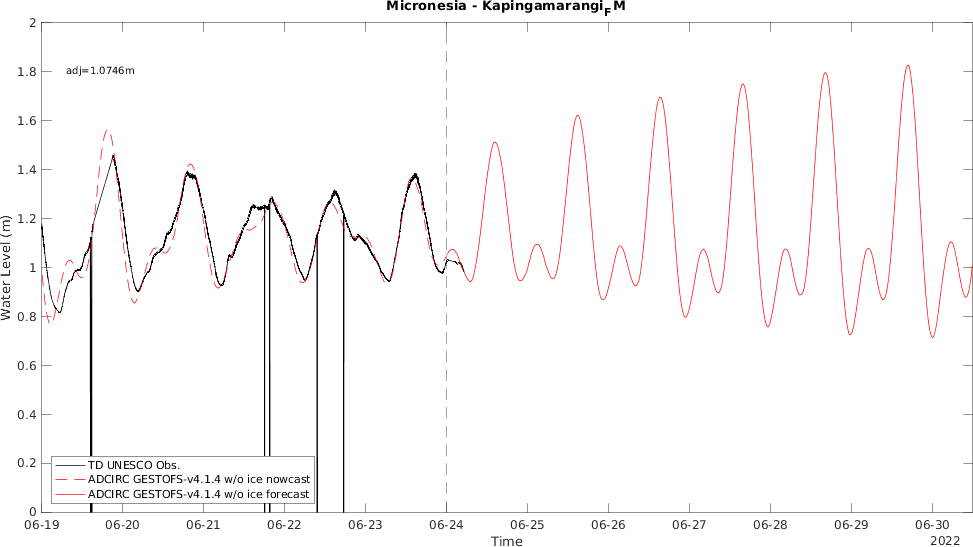 Micronesia - Kapingamarangi_FM
adj=1.0746m
Water Level (m)
2
1.8
1.6
1.4
1.2
1
0.8
0.6
0.4
0.2
0
TD UNESCO Obs.
ADCIRC GESTOFS-v4.1.4 w/o ice nowcast
ADCIRC GESTOFS-v4.1.4 w/o ice forecast
06-19 06-20 06-21 06-22 06-23 06-24 06-25 06-26 06-27 06-28 06-29 06-30
Time
2022